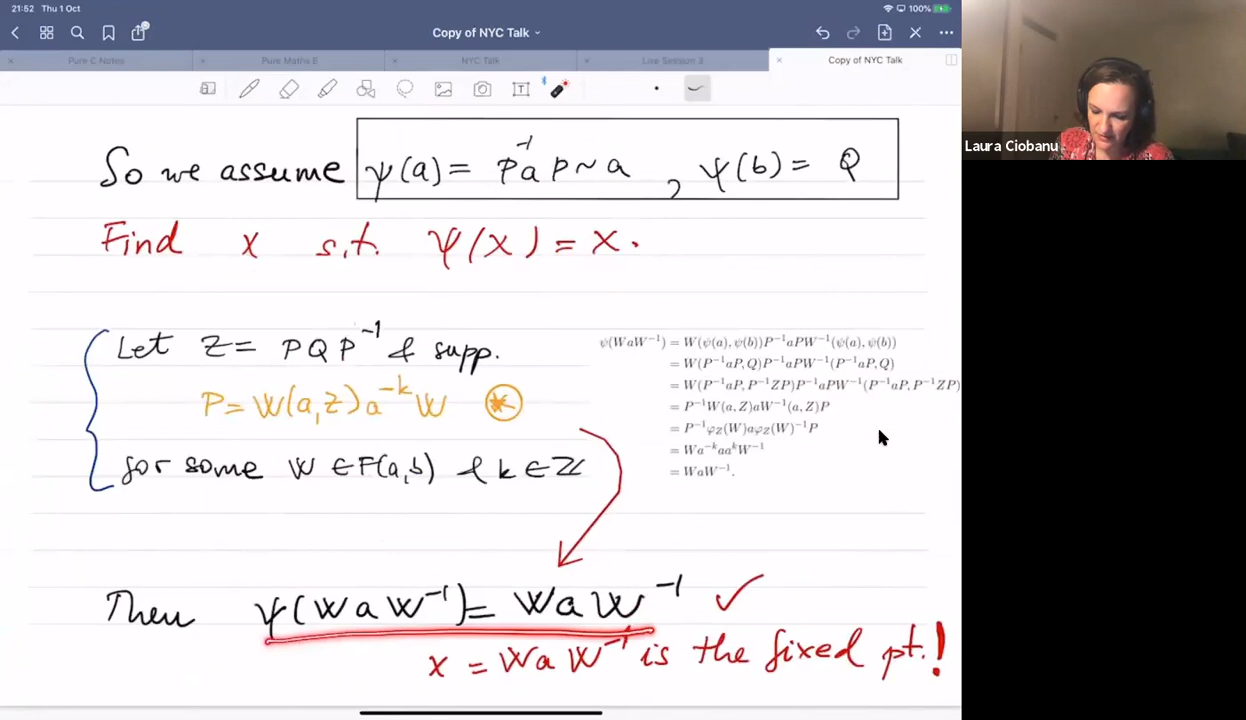 21:52 Thu 1 Oct
100%
Copy of NYC Talk
Pure C Notes
Pure Maths E
NYC Talk
Live Session 3
Copy of NYC Talk
Laura Ciobanu
So we assume ψ(a) = P⁻¹a P ~ a , ψ(b) = Q
Find x s.t. ψ(x) = x.
Let Z = PQP⁻¹ & supp.
P = W(a,Z)a⁻ᵏW ⊛
for some W ∈ F(a,b) & k ∈ ℤ
ψ(WaW⁻¹) = W(ψ(a), ψ(b))P⁻¹aPW⁻¹(ψ(a), ψ(b))
= W(P⁻¹aP, Q)P⁻¹aPW⁻¹(P⁻¹aP, Q)
= W(P⁻¹aP, P⁻¹ZP)P⁻¹aPW⁻¹(P⁻¹aP, P⁻¹ZP)
= P⁻¹W(a, Z)aW⁻¹(a, Z)P
= P⁻¹φ_Z(W)aφ_Z(W)⁻¹P
= Wa⁻ᵏaaᵏW⁻¹
= WaW⁻¹.
Then ψ(WaW⁻¹) = WaW⁻¹ ✓
x = WaW⁻¹ is the fixed pt.!